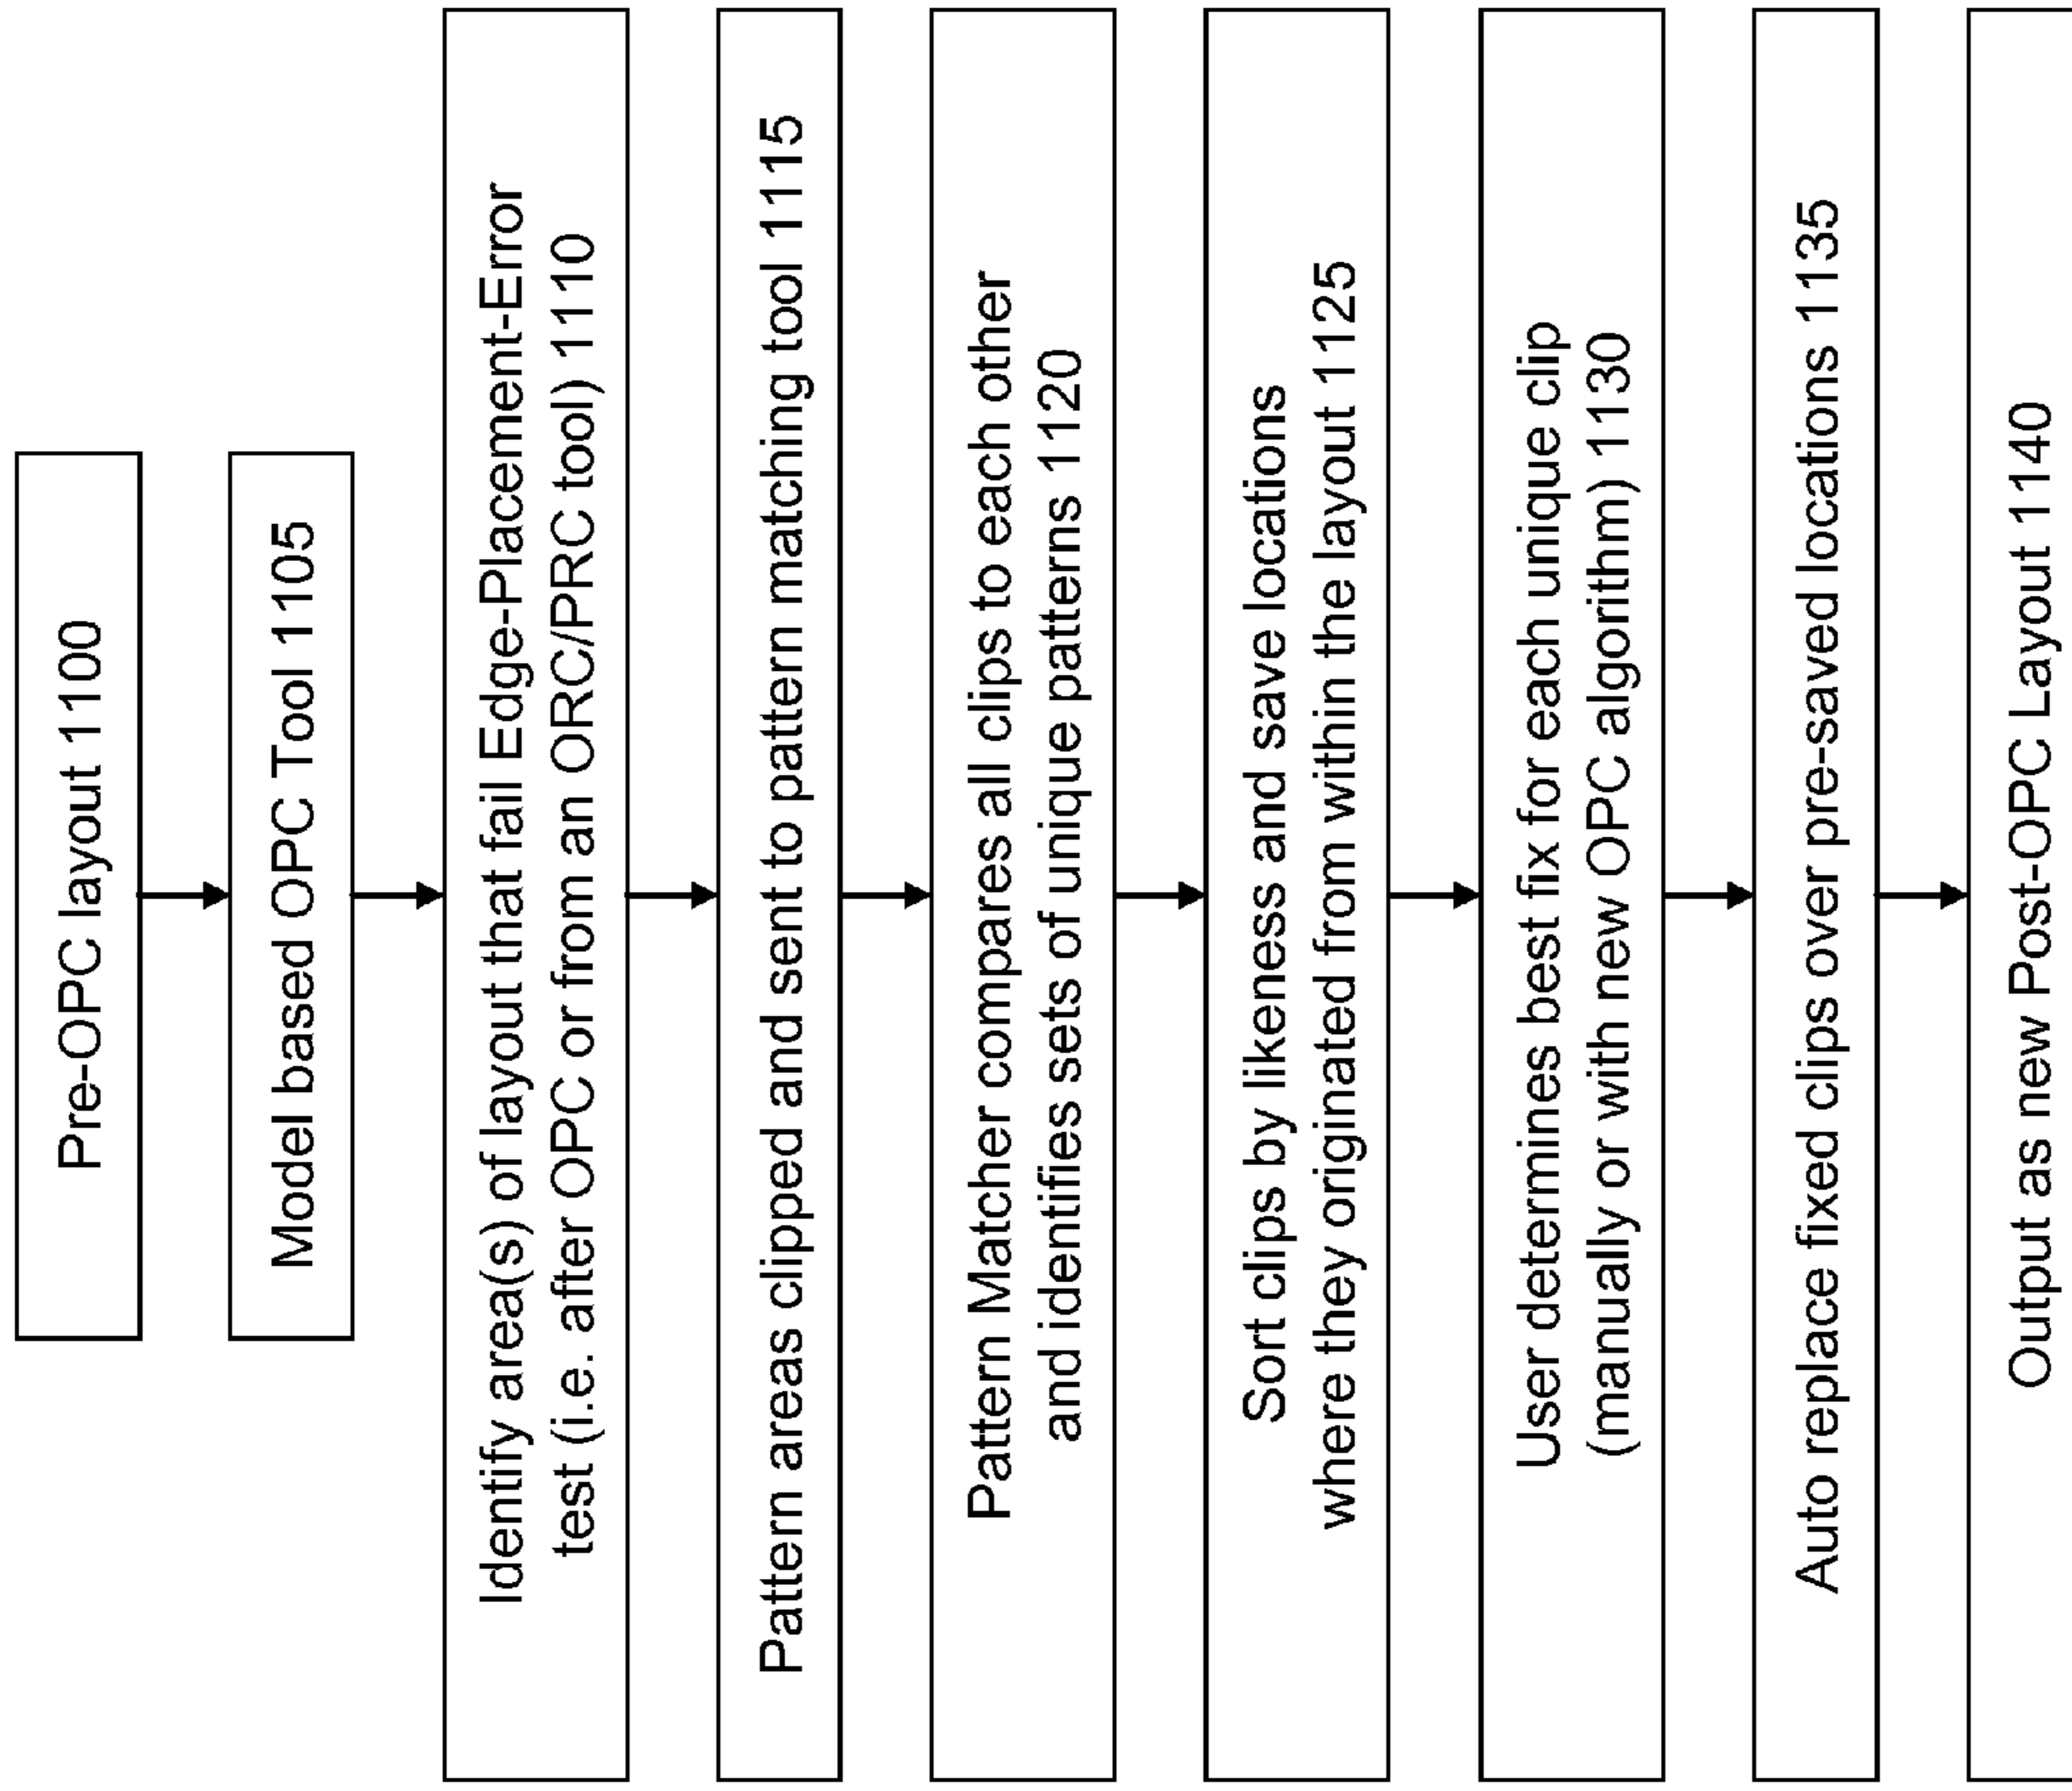 Pre-OPC layout 1100
Model based OPC Tool 1105
Identify area(s) of layout that fail Edge-Placement-Error
test (i.e. after OPC or from an ORC/PRC tool) 1110
Pattern areas clipped and sent to pattern matching tool 1115
Pattern Matcher compares all clips to each other
and identifies sets of unique patterns 1120
Sort clips by likeness and save locations
where they originated from within the layout 1125
User determines best fix for each unique clip
(manually or with new OPC algorithm) 1130
Auto replace fixed clips over pre-saved locations 1135
Output as new Post-OPC Layout 1140